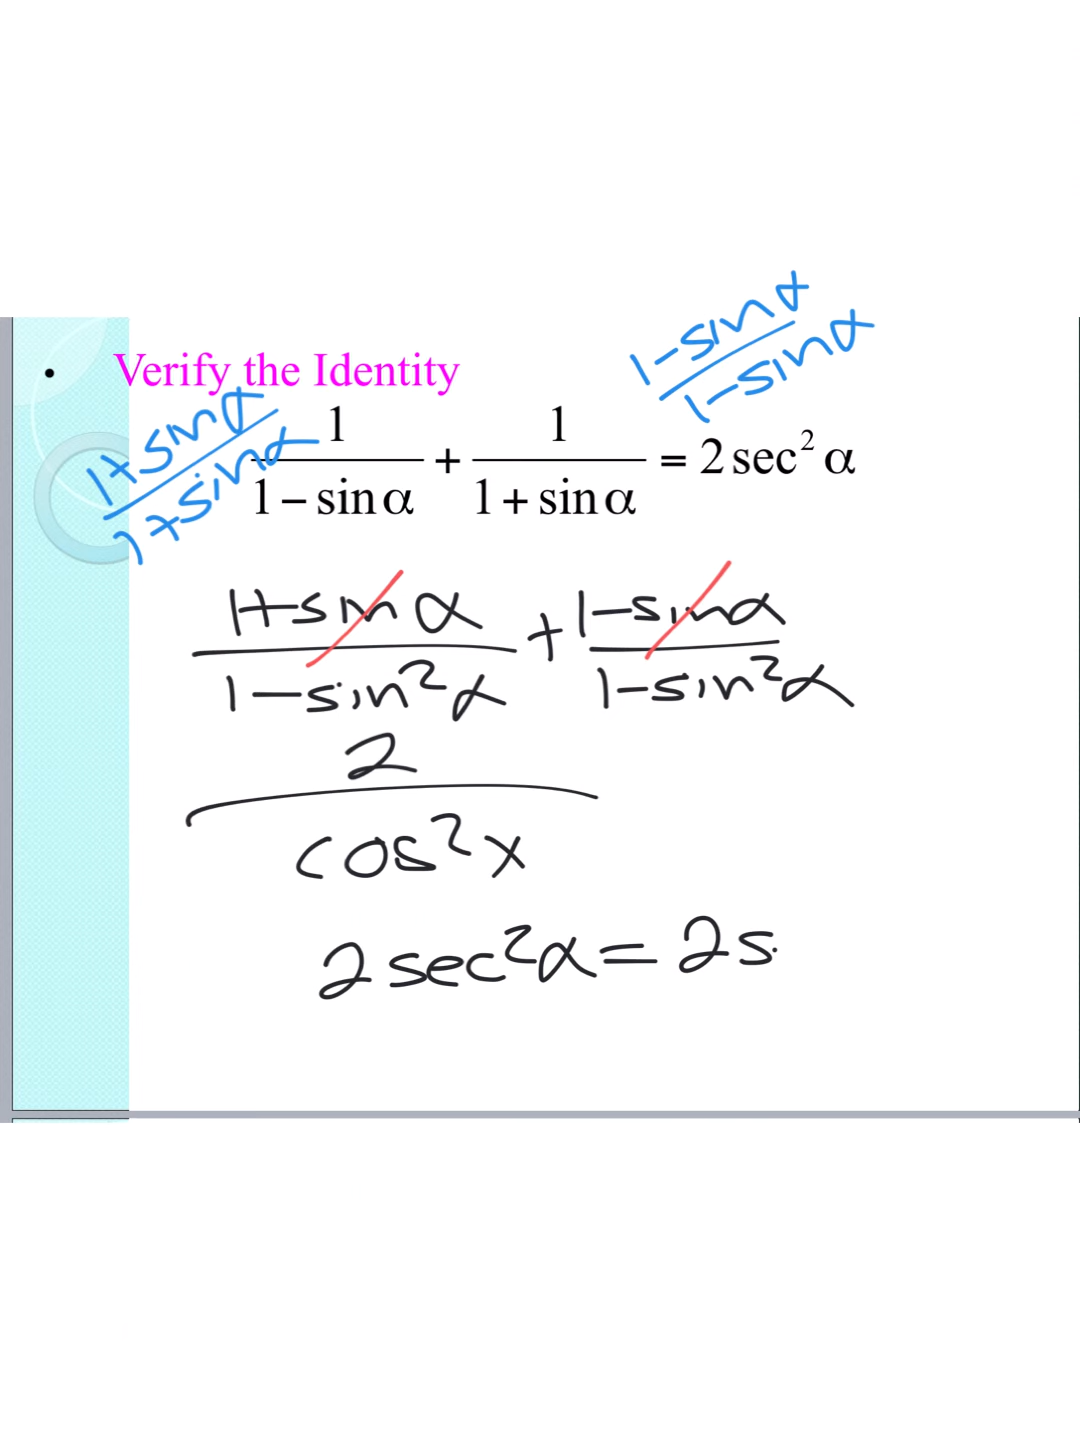 • Verify the Identity
1+sinα / 1+sinα
1 / (1 − sin α) + 1 / (1 + sin α) = 2 sec² α
1−sinα / 1−sinα
(1+sinα) / (1−sin²α) + (1−sinα) / (1−sin²α)
2 / cos²x
2sec²α = 2s